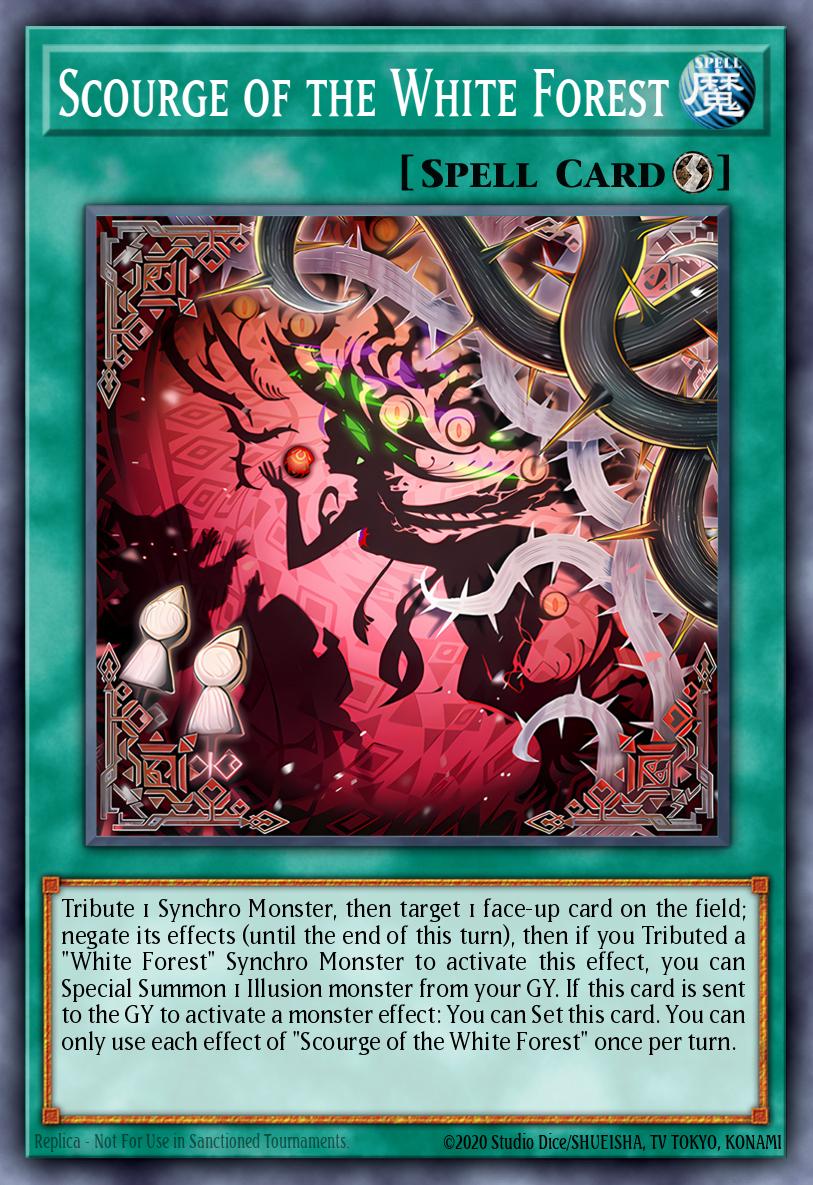 Scourge of the White Forest
SPELL
魔
[Spell Card]
Tribute 1 Synchro Monster, then target 1 face-up card on the field;
negate its effects (until the end of this turn), then if you Tributed a
"White Forest" Synchro Monster to activate this effect, you can
Special Summon 1 Illusion monster from your GY. If this card is sent
to the GY to activate a monster effect: You can Set this card. You can
only use each effect of "Scourge of the White Forest" once per turn.
Replica - Not For Use in Sanctioned Tournaments.
©2020 Studio Dice/SHUEISHA, TV TOKYO, KONAMI